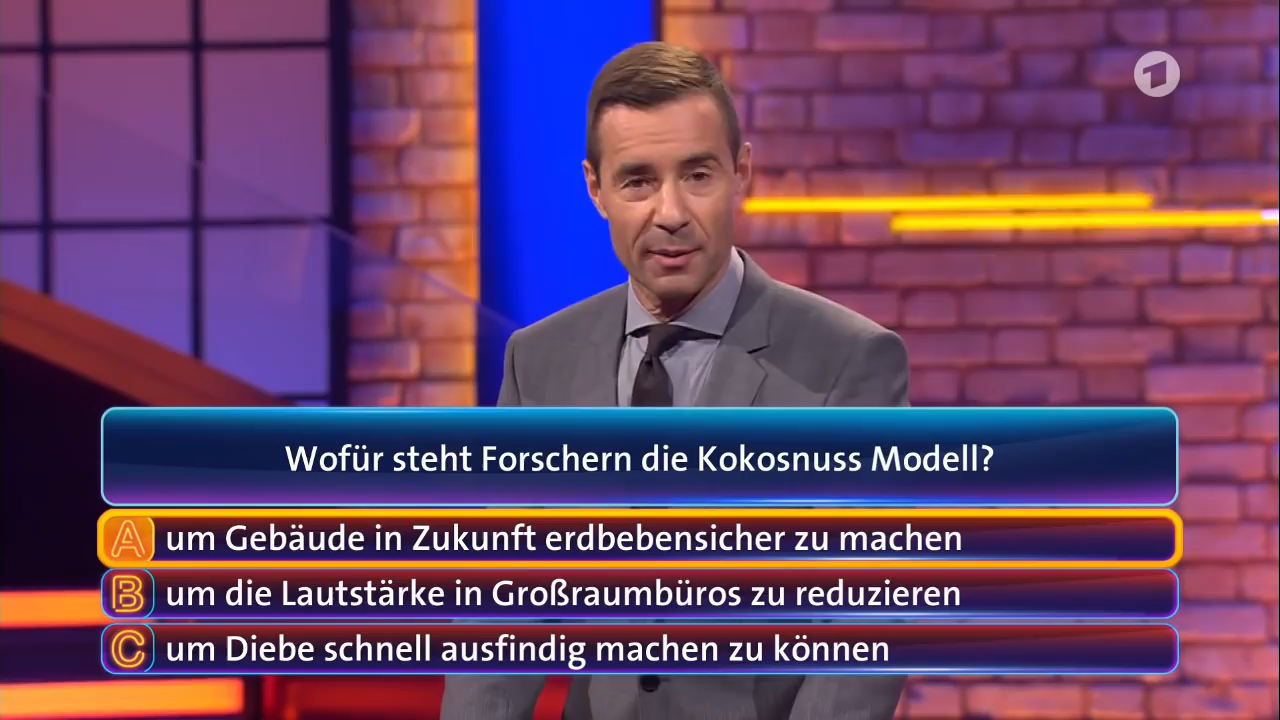 1
Wofür steht Forschern die Kokosnuss Modell?
A um Gebäude in Zukunft erdbebensicher zu machen
B um die Lautstärke in Großraumbüros zu reduzieren
C um Diebe schnell ausfindig machen zu können